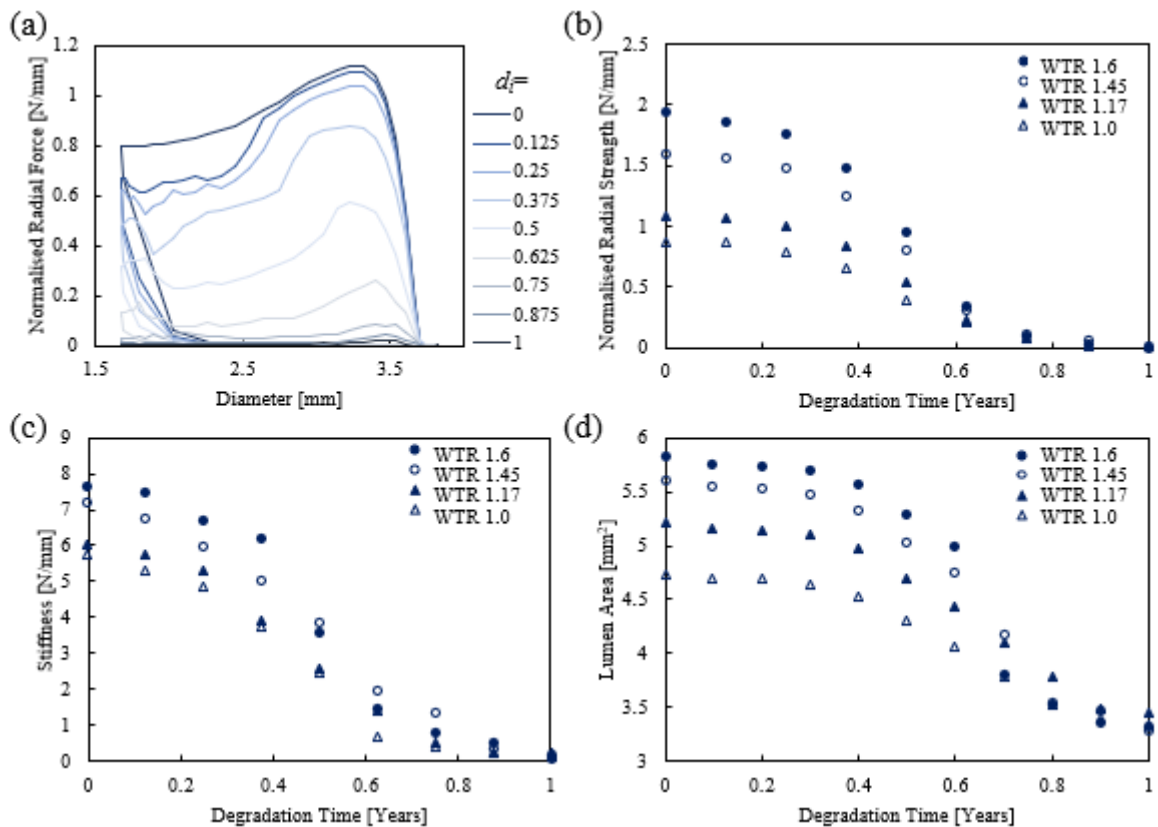 (a)
Normalised Radial Force [N/mm]
1.2
1
0.8
0.6
0.4
0.2
0
1.5
2.5
3.5
Diameter [mm]
di=
0
0.125
0.25
0.375
0.5
0.625
0.75
0.875
1
(b)
Normalised Radial Strength [N/mm]
2.5
2
1.5
1
0.5
0
0
0.2
0.4
0.6
0.8
1
Degradation Time [Years]
WTR 1.6
WTR 1.45
WTR 1.17
WTR 1.0
(c)
Stiffness [N/mm]
9
8
7
6
5
4
3
2
1
0
0
0.2
0.4
0.6
0.8
1
Degradation Time [Years]
WTR 1.6
WTR 1.45
WTR 1.17
WTR 1.0
(d)
Lumen Area [mm²]
6
5.5
5
4.5
4
3.5
3
0
0.2
0.4
0.6
0.8
1
Degradation Time [Years]
WTR 1.6
WTR 1.45
WTR 1.17
WTR 1.0